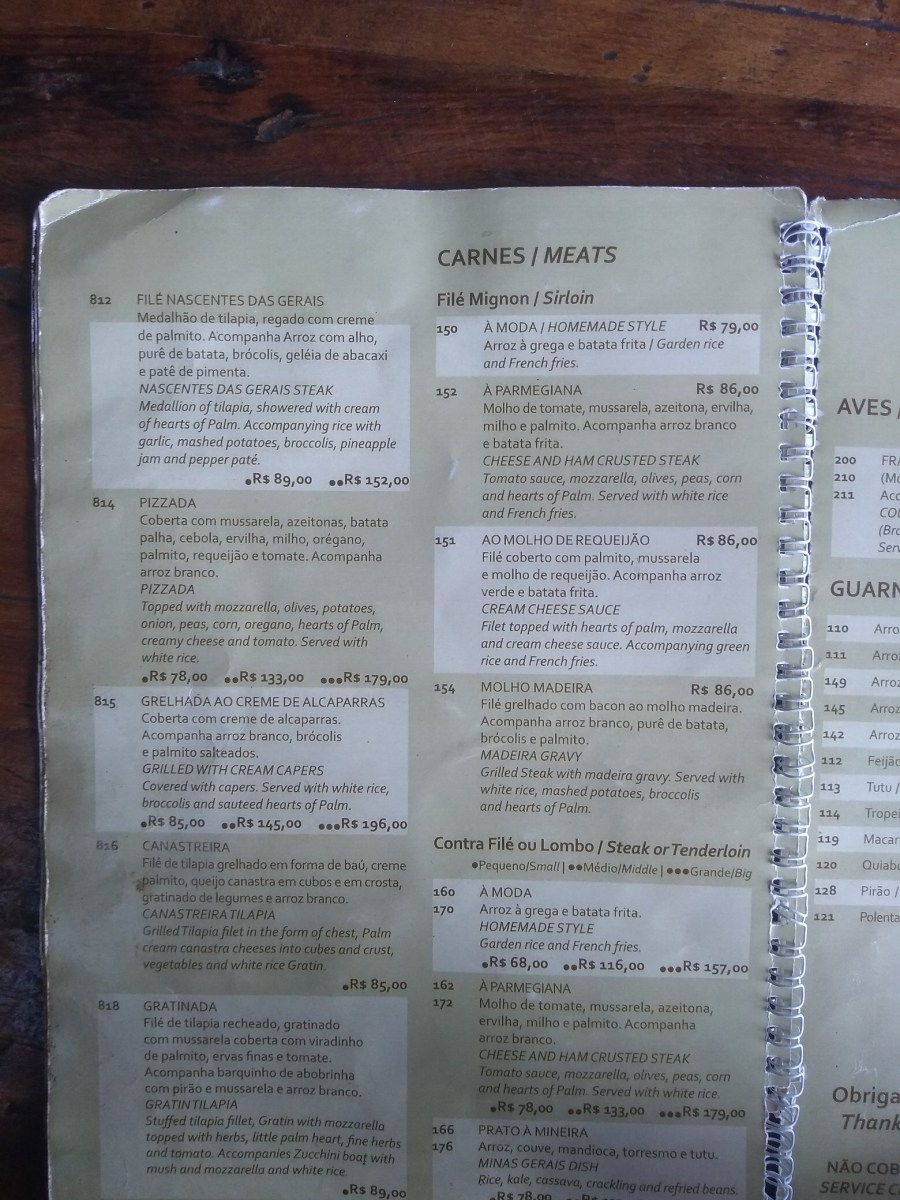 812 FILÉ NASCENTES DAS GERAIS
Medalhão de tilapia, regado com creme
de palmito. Acompanha Arroz com alho,
purê de batata, brócolis, geléia de abacaxi
e patê de pimenta.
NASCENTES DAS GERAIS STEAK
Medallion of tilapia, showered with cream
of hearts of Palm. Accompanying rice with
garlic, mashed potatoes, broccolis, pineapple
jam and pepper paté.
●R$ 89,00 ●●R$ 152,00
814 PIZZADA
Coberta com mussarela, azeitonas, batata
palha, cebola, ervilha, milho, orégano,
palmito, requeijão e tomate. Acompanha
arroz branco.
PIZZADA
Topped with mozzarella, olives, potatoes,
onion, peas, corn, oregano, hearts of Palm,
creamy cheese and tomato. Served with
white rice.
●R$ 78,00 ●●R$ 133,00 ●●●R$ 179,00
815 GRELHADA AO CREME DE ALCAPARRAS
Coberta com creme de alcaparras.
Acompanha arroz branco, brócolis
e palmito salteados.
GRILLED WITH CREAM CAPERS
Covered with capers. Served with white rice,
broccolis and sauteed hearts of Palm.
●R$ 85,00 ●●R$ 145,00 ●●●R$ 196,00
816 CANASTREIRA
Filé de tilapia grelhado em forma de baú, creme
palmito, queijo canastra em cubos e em crosta,
gratinado de legumes e arroz branco.
CANASTREIRA TILAPIA
Grilled Tilapia filet in the form of chest, Palm
cream canastra cheeses into cubes and crust,
vegetables and white rice Gratin.
●R$ 85,00
818 GRATINADA
Filé de tilapia recheado, gratinado
com mussarela coberta com viradinho
de palmito, ervas finas e tomate.
Acompanha barquinho de abobrinha
com pirão e mussarela e arroz branco.
GRATIN TILAPIA
Stuffed tilapia fillet, Gratin with mozzarella
topped with herbs, little palm heart, fine herbs
and tomato. Accompanies Zucchini boat with
mush and mozzarella and white rice.
●R$ 89,00
CARNES / MEATS
Filé Mignon / Sirloin
150 À MODA / HOMEMADE STYLE R$ 79,00
Arroz à grega e batata frita / Garden rice
and French fries.
152 À PARMEGIANA R$ 86,00
Molho de tomate, mussarela, azeitona, ervilha,
milho e palmito. Acompanha arroz branco
e batata frita.
CHEESE AND HAM CRUSTED STEAK
Tomato sauce, mozzarella, olives, peas, corn
and hearts of Palm. Served with white rice
and French fries.
151 AO MOLHO DE REQUEIJÃO R$ 86,00
Filé coberto com palmito, mussarela
e molho de requeijão. Acompanha arroz
verde e batata frita.
CREAM CHEESE SAUCE
Filet topped with hearts of palm, mozzarella
and cream cheese sauce. Accompanying green
rice and French fries.
154 MOLHO MADEIRA R$ 86,00
Filé grelhado com bacon ao molho madeira.
Acompanha arroz branco, purê de batata,
brócolis e palmito.
MADEIRA GRAVY
Grilled Steak with madeira gravy. Served with
white rice, mashed potatoes, broccolis
and hearts of Palm.
Contra Filé ou Lombo / Steak or Tenderloin
●Pequeno/Small | ●●Médio/Middle | ●●●Grande/Big
160 À MODA
170 Arroz à grega e batata frita.
HOMEMADE STYLE
Garden rice and French fries.
●R$ 68,00 ●●R$ 116,00 ●●●R$ 157,00
162 À PARMEGIANA
172 Molho de tomate, mussarela, azeitona,
ervilha, milho e palmito. Acompanha
arroz branco.
CHEESE AND HAM CRUSTED STEAK
Tomato sauce, mozzarella, olives, peas, corn
and hearts of Palm. Served with white rice.
●R$ 78,00 ●●R$ 133,00 ●●●R$ 179,00
166 PRATO À MINEIRA
176 Arroz, couve, mandioca, torresmo e tutu.
MINAS GERAIS DISH
Rice, kale, cassava, crackling and refried beans.
●R$ 78,00
AVES /
200 FRA
210 (Mo
211 Aco
COU
(Bro
Serv
GUARN
110 Arro
111 Arroz
149 Arroz
145 Arroz
142 Arroz
112 Feijão
113 Tutu /
114 Tropei
119 Macar
120 Quiabo
128 Pirão /
121 Polenta
Obriga
Thank
NÃO COB
SERVICE C